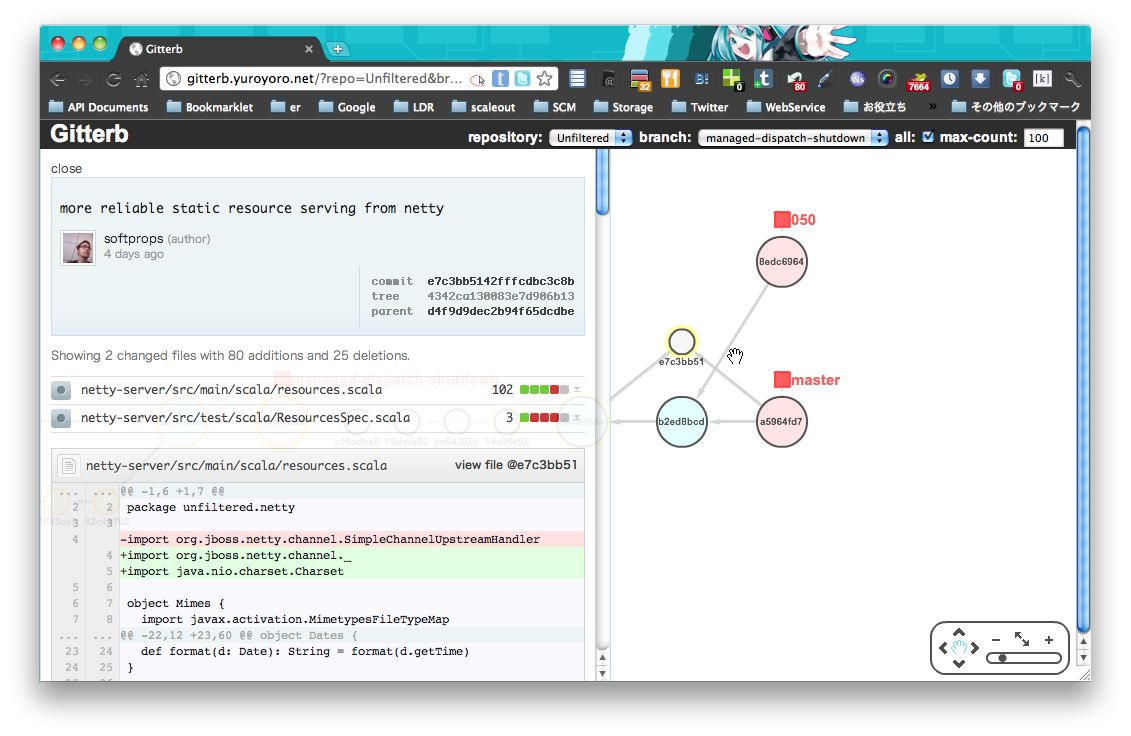 Gitterb
gitterb.yuroyoro.net/?repo=Unfiltered&br...
32
B!
0
t
80
Ws
7664
0
[k]
API Documents Bookmarklet er Google LDR scaleout SCM Storage Twitter WebService お役立ち » その他のブックマーク
Gitterb repository: Unfiltered branch: managed-dispatch-shutdown all: max-count: 100
close
more reliable static resource serving from netty
softprops (author)
4 days ago
commit e7c3bb5142fffcdbc3c8b
tree 4342ca130083e7d906b13
parent d4f9d9dec2b94f65dcdbe
Showing 2 changed files with 80 additions and 25 deletions.
managed-dispatch-shutdown
netty-server/src/main/scala/resources.scala 102
netty-server/src/test/scala/ResourcesSpec.scala 3
c70adba8 76ddfa82 be04295c 54a96c65
netty-server/src/main/scala/resources.scala view file @e7c3bb51
... ... @@ -1,6 +1,7 @@
2 2 package unfiltered.netty
3 3
4 -import org.jboss.netty.channel.SimpleChannelUpstreamHandler
4 +import org.jboss.netty.channel._
5 +import java.nio.charset.Charset
5 6
6 7 object Mimes {
7 8 import javax.activation.MimetypesFileTypeMap
... ... @@ -22,12 +23,60 @@ object Dates {
23 24 def format(d: Date): String = format(d.getTime)
24 25 }
050
8edc6964
e7c3bb51
master
b2ed8bcd
a5964fd7